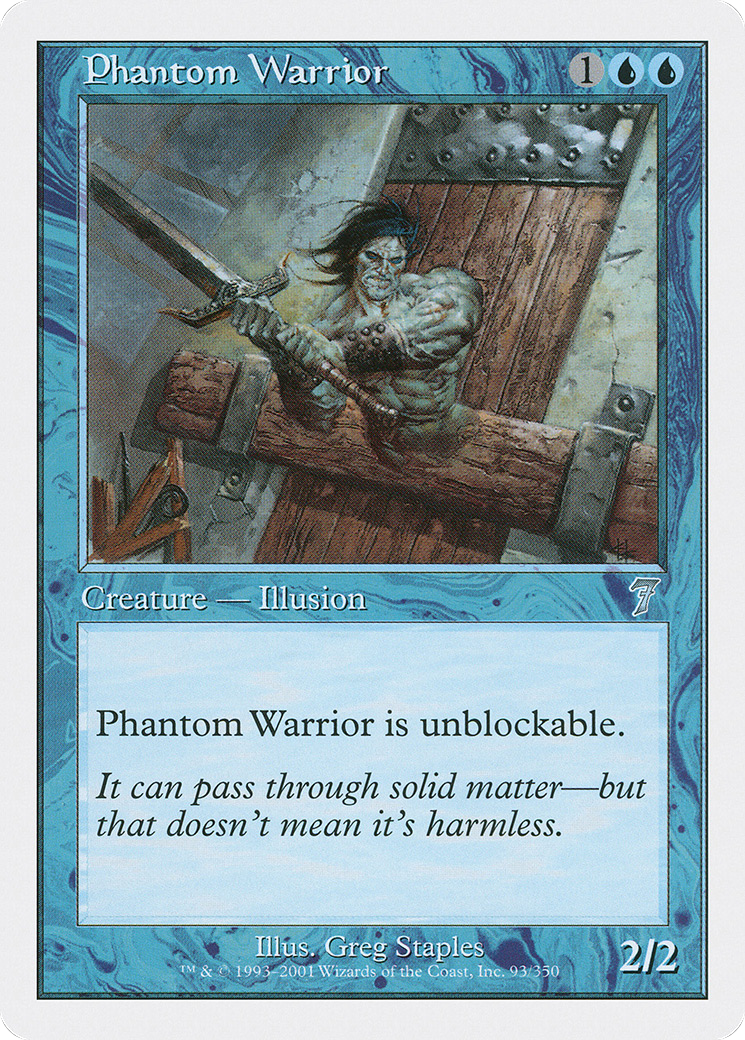 Phantom Warrior 1
Creature — Illusion 7
Phantom Warrior is unblockable.
It can pass through solid matter—but
that doesn't mean it's harmless.
Illus. Greg Staples
™ & © 1993–2001 Wizards of the Coast, Inc. 93/350
2/2